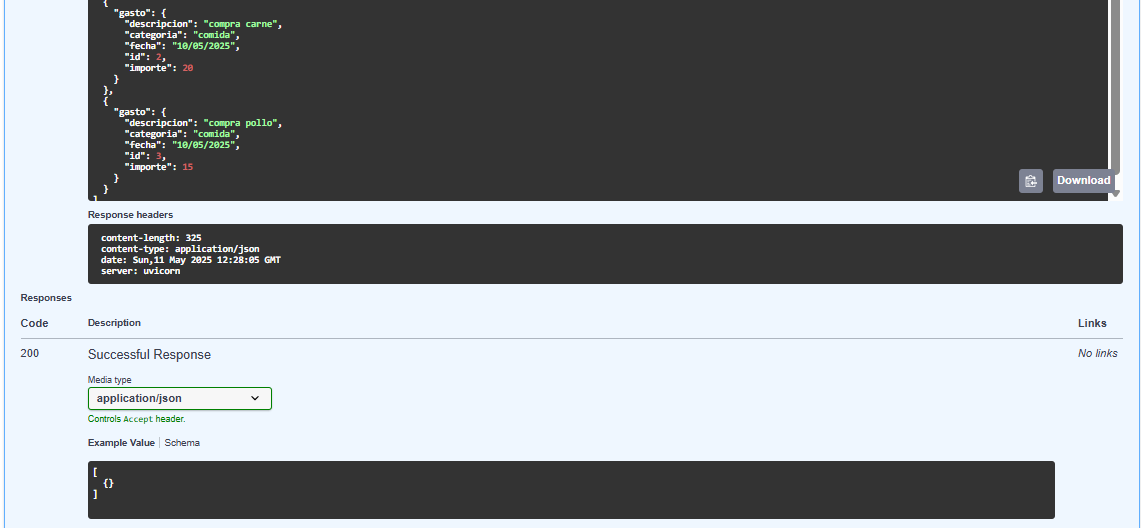 {
"gasto": {
"descripcion": "compra carne",
"categoria": "comida",
"fecha": "10/05/2025",
"id": 2,
"importe": 20
}
},
{
"gasto": {
"descripcion": "compra pollo",
"categoria": "comida",
"fecha": "10/05/2025",
"id": 3,
"importe": 15
}
}
]
Download
Response headers
content-length: 325
content-type: application/json
date: Sun,11 May 2025 12:28:05 GMT
server: uvicorn
Responses
Code Description Links
200 Successful Response No links
Media type
application/json
Controls Accept header.
Example Value Schema
[
{}
]